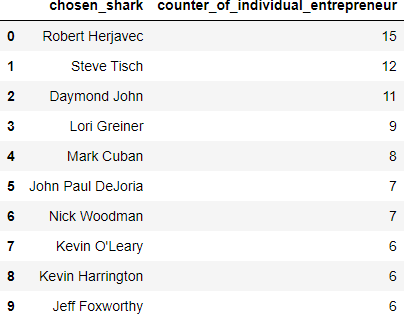 chosen_shark counter_of_individual_entrepreneur
0 Robert Herjavec 15
1 Steve Tisch 12
2 Daymond John 11
3 Lori Greiner 9
4 Mark Cuban 8
5 John Paul DeJoria 7
6 Nick Woodman 7
7 Kevin O'Leary 6
8 Kevin Harrington 6
9 Jeff Foxworthy 6